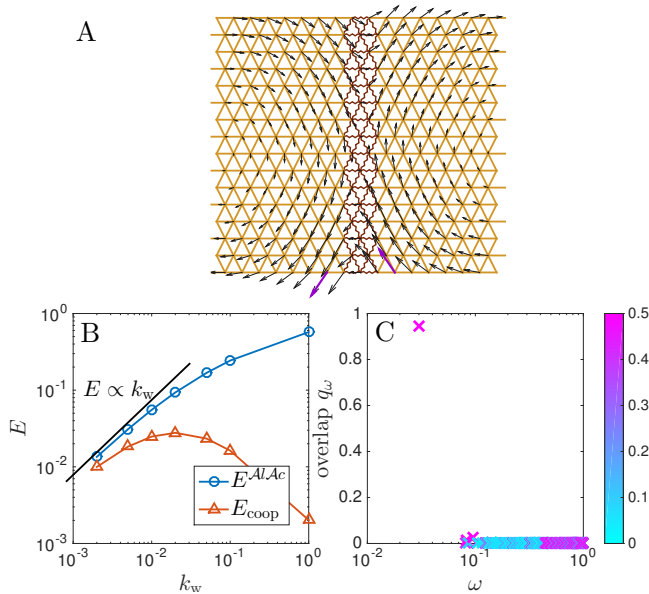 A
B
E ∝ k_w
E^{𝒜l𝒜c}
E_coop
10^0
10^{-1}
10^{-2}
10^{-3}
E
10^{-3}
10^{-2}
10^{-1}
10^0
k_w
C
1
0.8
0.6
0.4
0.2
0
overlap q_ω
10^{-2}
10^{-1}
10^0
ω
0.5
0.4
0.3
0.2
0.1
0